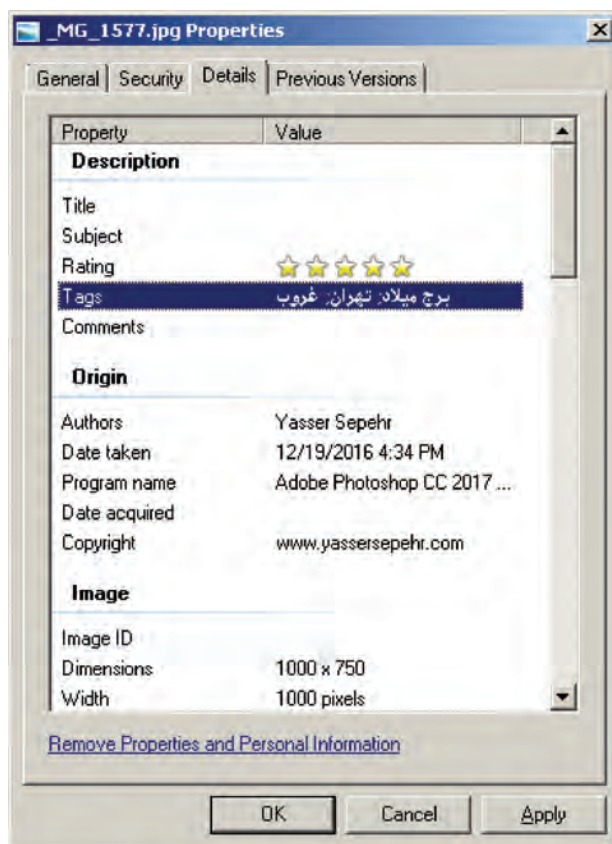 _MG_1577.jpg Properties
General Security Details Previous Versions
Property Value
Description
Title
Subject
Rating
Tags برج میلاد; تهران; غروب
Comments
Origin
Authors Yasser Sepehr
Date taken 12/19/2016 4:34 PM
Program name Adobe Photoshop CC 2017 ...
Date acquired
Copyright www.yassersepehr.com
Image
Image ID
Dimensions 1000 x 750
Width 1000 pixels
Remove Properties and Personal Information
OK Cancel Apply